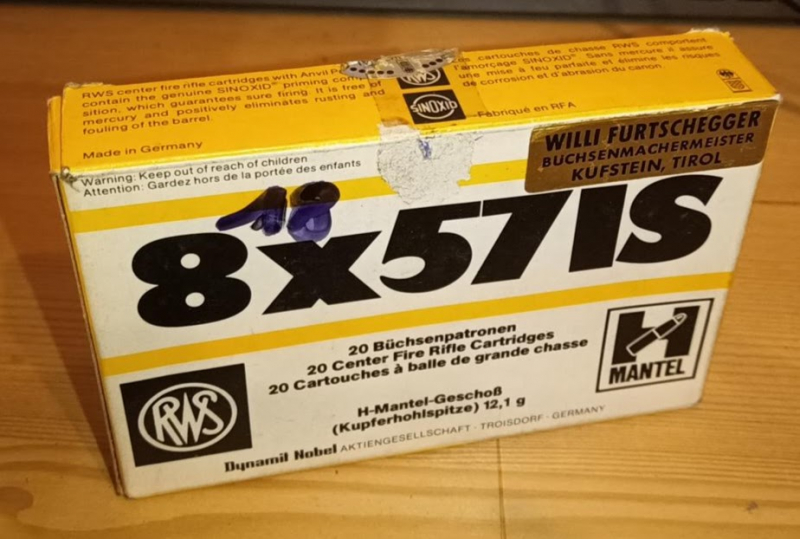 RWS center fire rifle cartridges with Anvil
contain the genuine SINOXID® priming
sition, which guarantees sure firing. It is free of
mercury and positively eliminates rusting and
fouling of the barrel.
Made in Germany
RWS
SINOXID
cartouches de chasse RWS comportent
l'amorçage SINOXID® Sans mercure il assure
une mise à feu parfaite et élimine les risques
de corrosion et d'abrasion du canon.
Fabriqué en RFA
WILLI FURTSCHEGGER
BÜCHSENMACHERMEISTER
KUFSTEIN, TIROL
Warning: Keep out of reach of children
Attention: Gardez hors de la portée des enfants
18
8x57IS
20 Büchsenpatronen
20 Center Fire Rifle Cartridges
20 Cartouches à balle de grande chasse
H
MANTEL
H-Mantel-Geschoß
(Kupferhohlspitze) 12,1 g
RWS
Dynamit Nobel AKTIENGESELLSCHAFT · TROISDORF · GERMANY